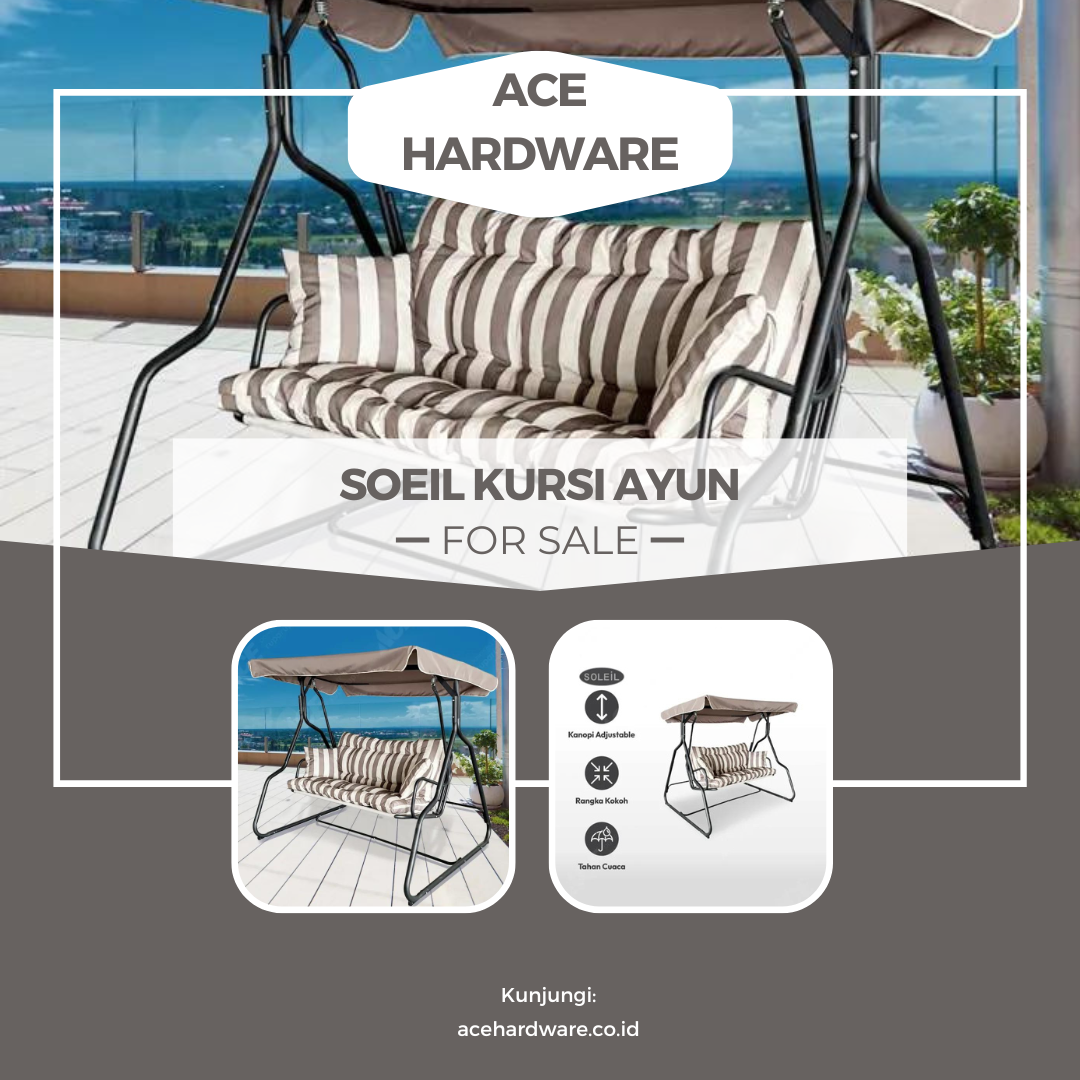 ACE
HARDWARE
SOEIL KURSI AYUN
FOR SALE
SOLEIL
Kanopi Adjustable
Rangka Kokoh
Tahan Cuaca
Kunjungi:
acehardware.co.id